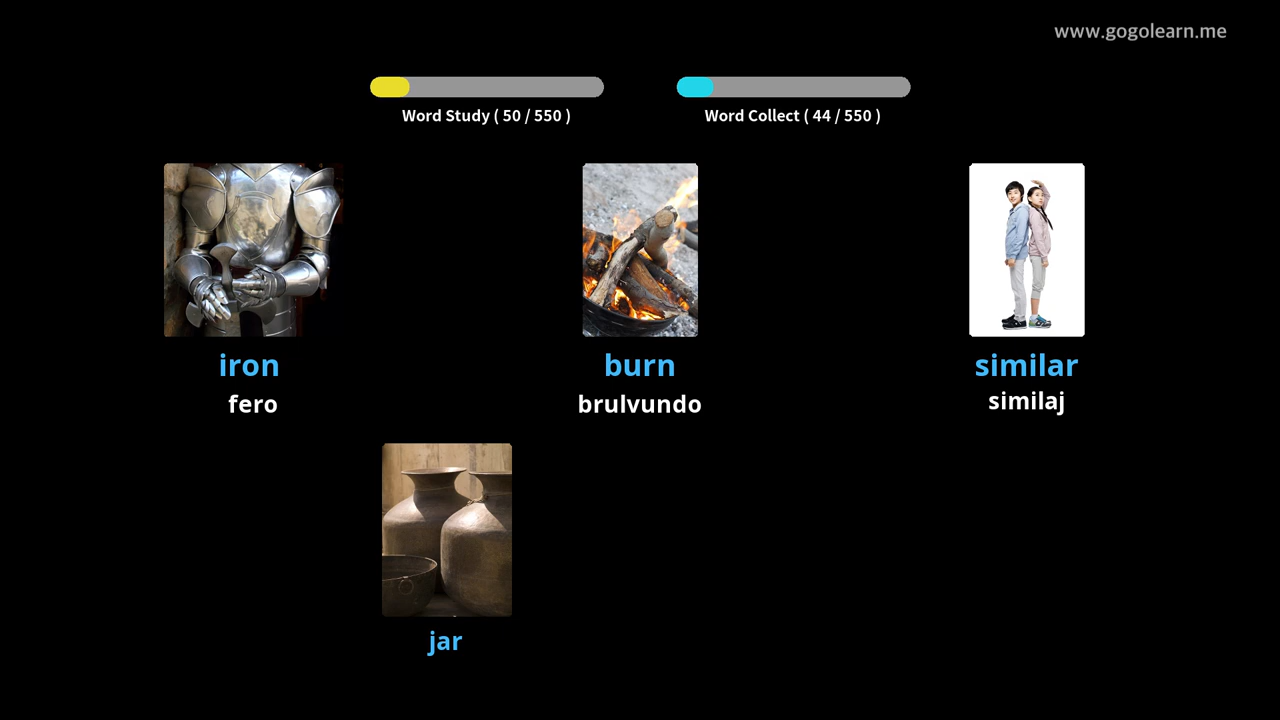 www.gogolearn.me
Word Study ( 50 / 550 )
Word Collect ( 44 / 550 )
iron
burn
similar
fero
brulvundo
similaj
jar